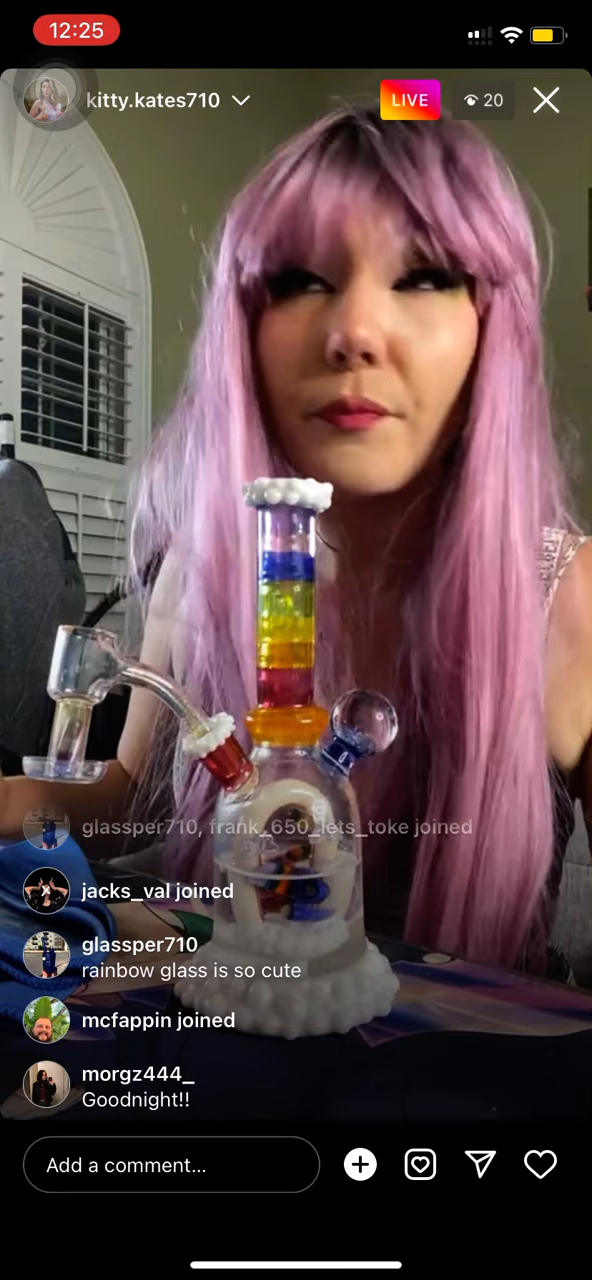 12:25
kitty.kates710
LIVE
20
glassper710, frank_650_lets_toke joined
jacks_val joined
glassper710
rainbow glass is so cute
mcfappin joined
morgz444_
Goodnight!!
Add a comment...